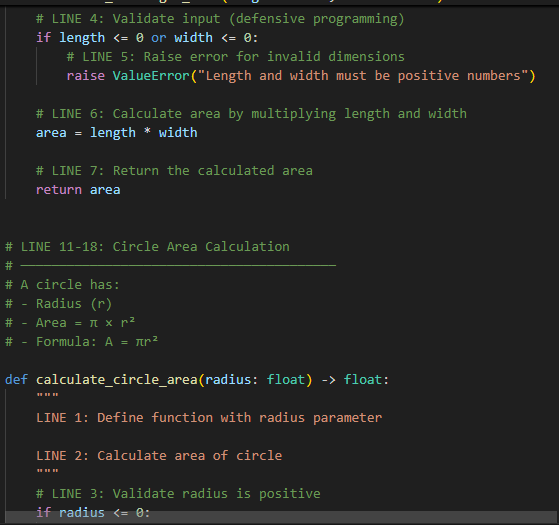 # LINE 4: Validate input (defensive programming)
if length <= 0 or width <= 0:
# LINE 5: Raise error for invalid dimensions
raise ValueError("Length and width must be positive numbers")
# LINE 6: Calculate area by multiplying length and width
area = length * width
# LINE 7: Return the calculated area
return area
# LINE 11-18: Circle Area Calculation
# ────────────────────────────────────────
# A circle has:
# - Radius (r)
# - Area = π × r²
# - Formula: A = πr²
def calculate_circle_area(radius: float) -> float:
"""
LINE 1: Define function with radius parameter
LINE 2: Calculate area of circle
"""
# LINE 3: Validate radius is positive
if radius <= 0: